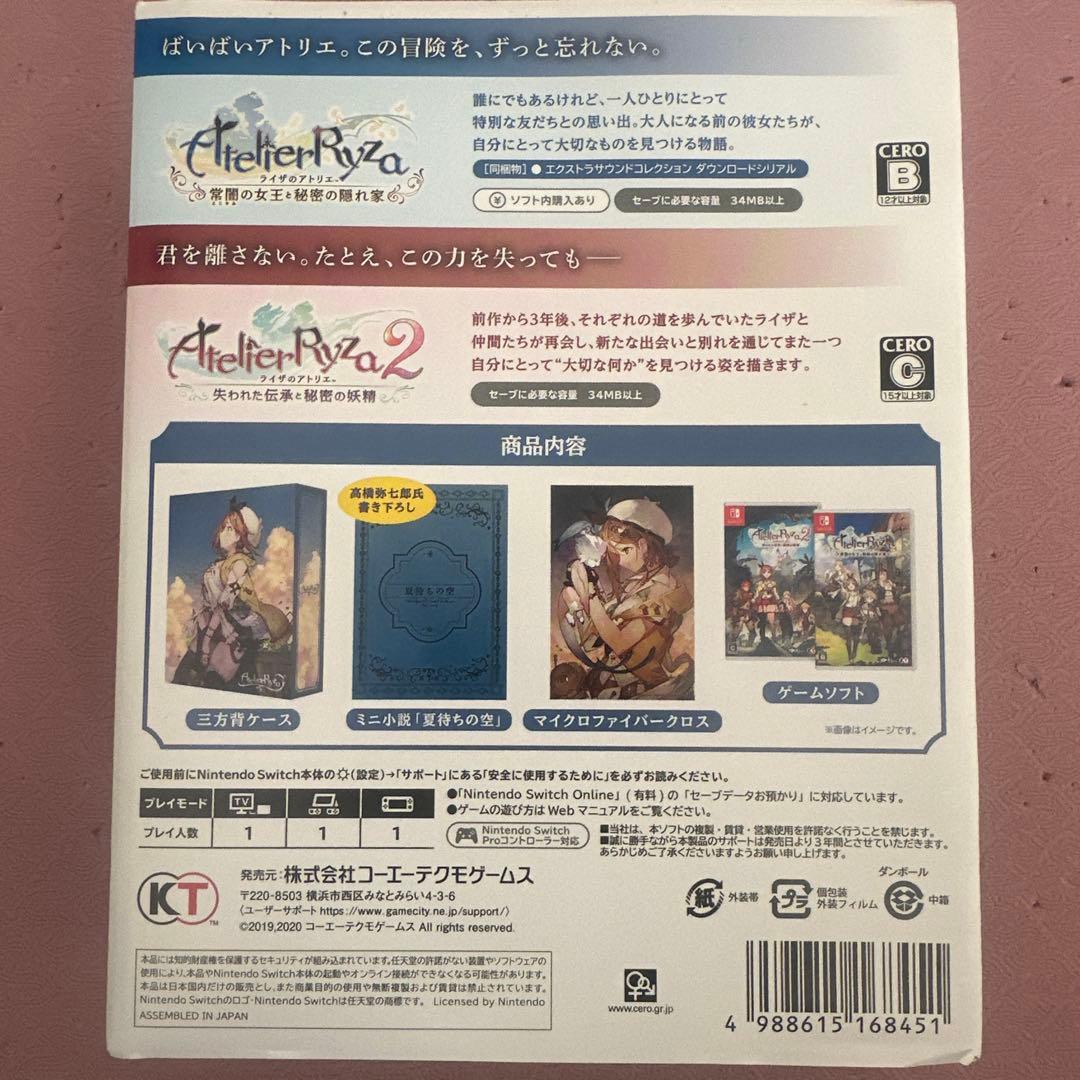 ばいばいアトリエ。この冒険を、ずっと忘れない。
Atelier Ryza
ライザのアトリエ™
常闇の女王と秘密の隠れ家
とこやみ
誰にでもあるけれど、一人ひとりにとって
特別な友だちとの思い出。大人になる前の彼女たちが、
自分にとって大切なものを見つける物語。
[同梱物] ● エクストラサウンドコレクション ダウンロードシリアル
¥ ソフト内購入あり
セーブに必要な容量 34MB以上
CERO
B
12才以上対象
君を離さない。たとえ、この力を失っても──
Atelier Ryza 2
ライザのアトリエ™
失われた伝承と秘密の妖精
前作から3年後、それぞれの道を歩んでいたライザと
仲間たちが再会し、新たな出会いと別れを通じてまた一つ
自分にとって“大切な何か”を見つける姿を描きます。
セーブに必要な容量 34MB以上
CERO
C
15才以上対象
商品内容
高橋弥七郎氏
書き下ろし
夏待ちの空
Atelier Ryza
Atelier Ryza 2
Atelier Ryza
三方背ケース
ミニ小説「夏待ちの空」
マイクロファイバークロス
ゲームソフト
※画像はイメージです。
ご使用前にNintendo Switch本体の(設定)→「サポート」にある「安全に使用するために」を必ずお読みください。
プレイモード
TV
プレイ人数
1
1
1
●「Nintendo Switch Online」(有料)の「セーブデータお預かり」に対応しています。
●ゲームの遊び方は Web マニュアルをご覧ください。
Nintendo Switch
Proコントローラー対応
■当社は、本ソフトの複製・賃貸・営業使用を許諾なく行うことを禁じます。
■誠に勝手ながら本製品のサポートは発売日より3年間とさせていただきます。
あらかじめご了承くださいますようお願い申し上げます。
KT™
発売元: 株式会社コーエーテクモゲームス
〒220-8503 横浜市西区みなとみらい4-3-6
〈ユーザーサポート https://www.gamecity.ne.jp/support/〉
©2019,2020 コーエーテクモゲームス All rights reserved.
紙
外装帯
プラ
個包装
外装フィルム
ダンボール
中箱
本品には知的財産権を保護するセキュリティが組み込まれています。任天堂の許諾がない装置やソフトウェアの
使用により、本品やNintendo Switch本体の起動やオンライン接続ができなくなる可能性があります。
本品は日本国内だけの販売とし、また商業目的の使用や無断複製および賃貸は禁止されています。
Nintendo Switchのロゴ・Nintendo Switchは任天堂の商標です。 Licensed by Nintendo
ASSEMBLED IN JAPAN
www.cero.gr.jp
4 988615 168451